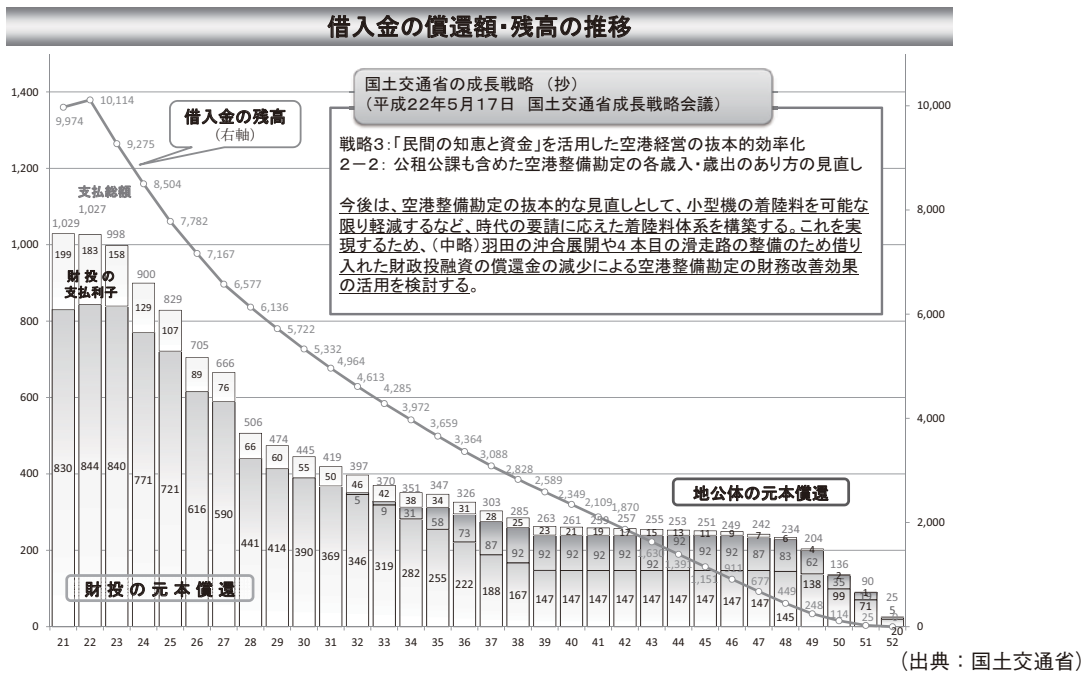 借入金の償還額・残高の推移
国土交通省の成長戦略 （抄）
（平成22年5月17日　国土交通省成長戦略会議）
戦略3：「民間の知恵と資金」を活用した空港経営の抜本的効率化
2－2： 公租公課も含めた空港整備勘定の各歳入・歳出のあり方の見直し
今後は、空港整備勘定の抜本的な見直しとして、小型機の着陸料を可能な
限り軽減するなど、時代の要請に応えた着陸料体系を構築する。これを実
現するため、（中略）羽田の沖合展開や4本目の滑走路の整備のため借り
入れた財政投融資の償還金の減少による空港整備勘定の財務改善効果
の活用を検討する。
借入金の残高
（右軸）
支払総額
財投の
支払利子
財投の元本償還
地公体の元本償還
1,400
1,200
1,000
800
600
400
200
0
10,000
8,000
6,000
4,000
2,000
0
9,974 10,114 9,275 8,504 7,782 7,167 6,577 6,136 5,722 5,332 4,964 4,613 4,285 3,972 3,659 3,364 3,088 2,828 2,589 2,349 2,109 1,870 1,630 1,391 1,151 911 677 449 248 114 25
1,029 1,027 998 900 829 705 666 506 474 445 419 397 370 351 347 326 303 285 263 261 259 257 255 253 251 249 242 234 204 136 90 25
199 183 158 129 107 89 76 66 60 55 50 46 42 38 34 31 28 25 23 21 19 17 15 13 11 9 7 6 4 2 1
5 9 31 58 73 87 92 92 92 92 92 92 92 92 92 87 83 62 35 19 5
830 844 840 771 721 616 590 441 414 390 369 346 319 282 255 222 188 167 147 147 147 147 147 147 147 147 147 145 138 99 71 20
21 22 23 24 25 26 27 28 29 30 31 32 33 34 35 36 37 38 39 40 41 42 43 44 45 46 47 48 49 50 51 52
（出典：国土交通省）